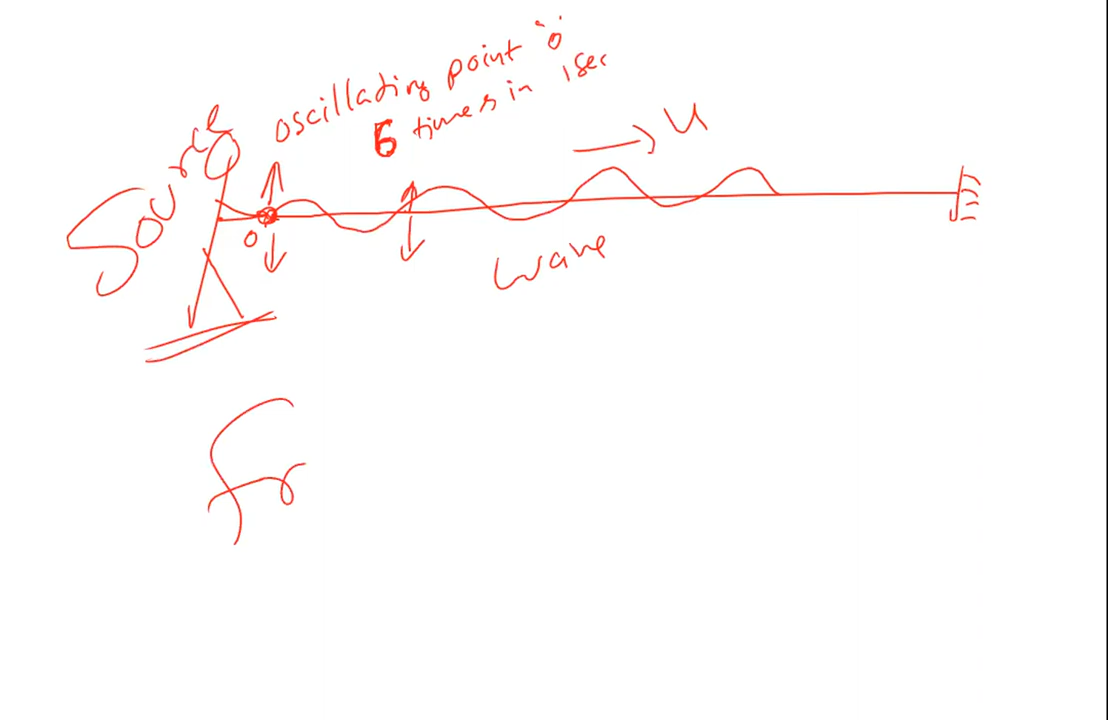 oscillating point 'o'
6 times in 1sec
Source
U
O
wave
Fr